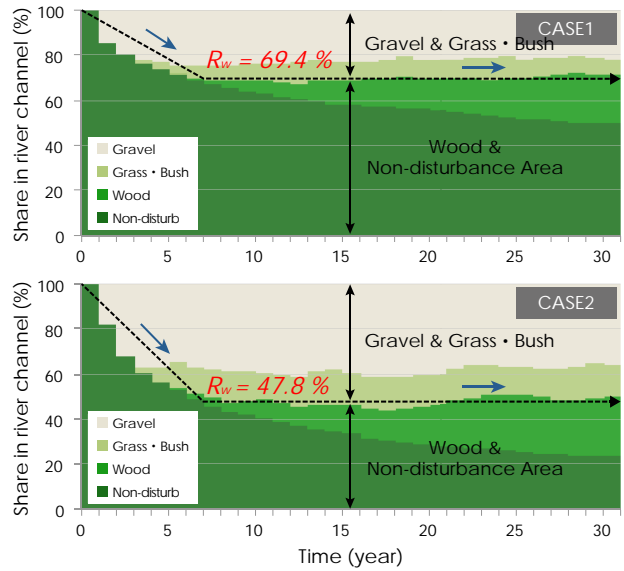 CASE1
Gravel & Grass・Bush
Rw = 69.4 %
Wood &
Non-disturbance Area
Gravel
Grass・Bush
Wood
Non-disturb
Share in river channel (%)
100
80
60
40
20
0
0 5 10 15 20 25 30
CASE2
Gravel & Grass・Bush
Rw = 47.8 %
Wood &
Non-disturbance Area
Gravel
Grass・Bush
Wood
Non-disturb
Share in river channel (%)
100
80
60
40
20
0
0 5 10 15 20 25 30
Time (year)